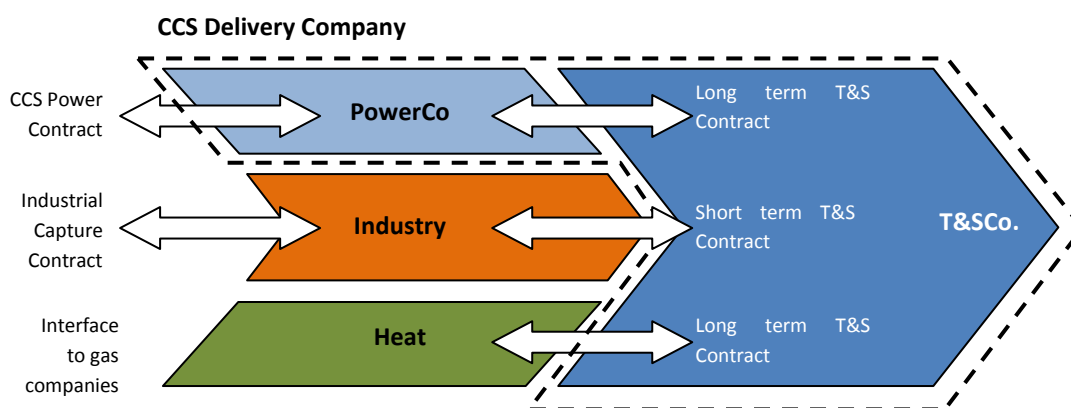 CCS Delivery Company
CCS Power
Contract
PowerCo
Long term T&S
Contract
Industrial
Capture
Contract
Industry
Short term T&S
Contract
T&SCo.
Interface
to gas
companies
Heat
Long term T&S
Contract